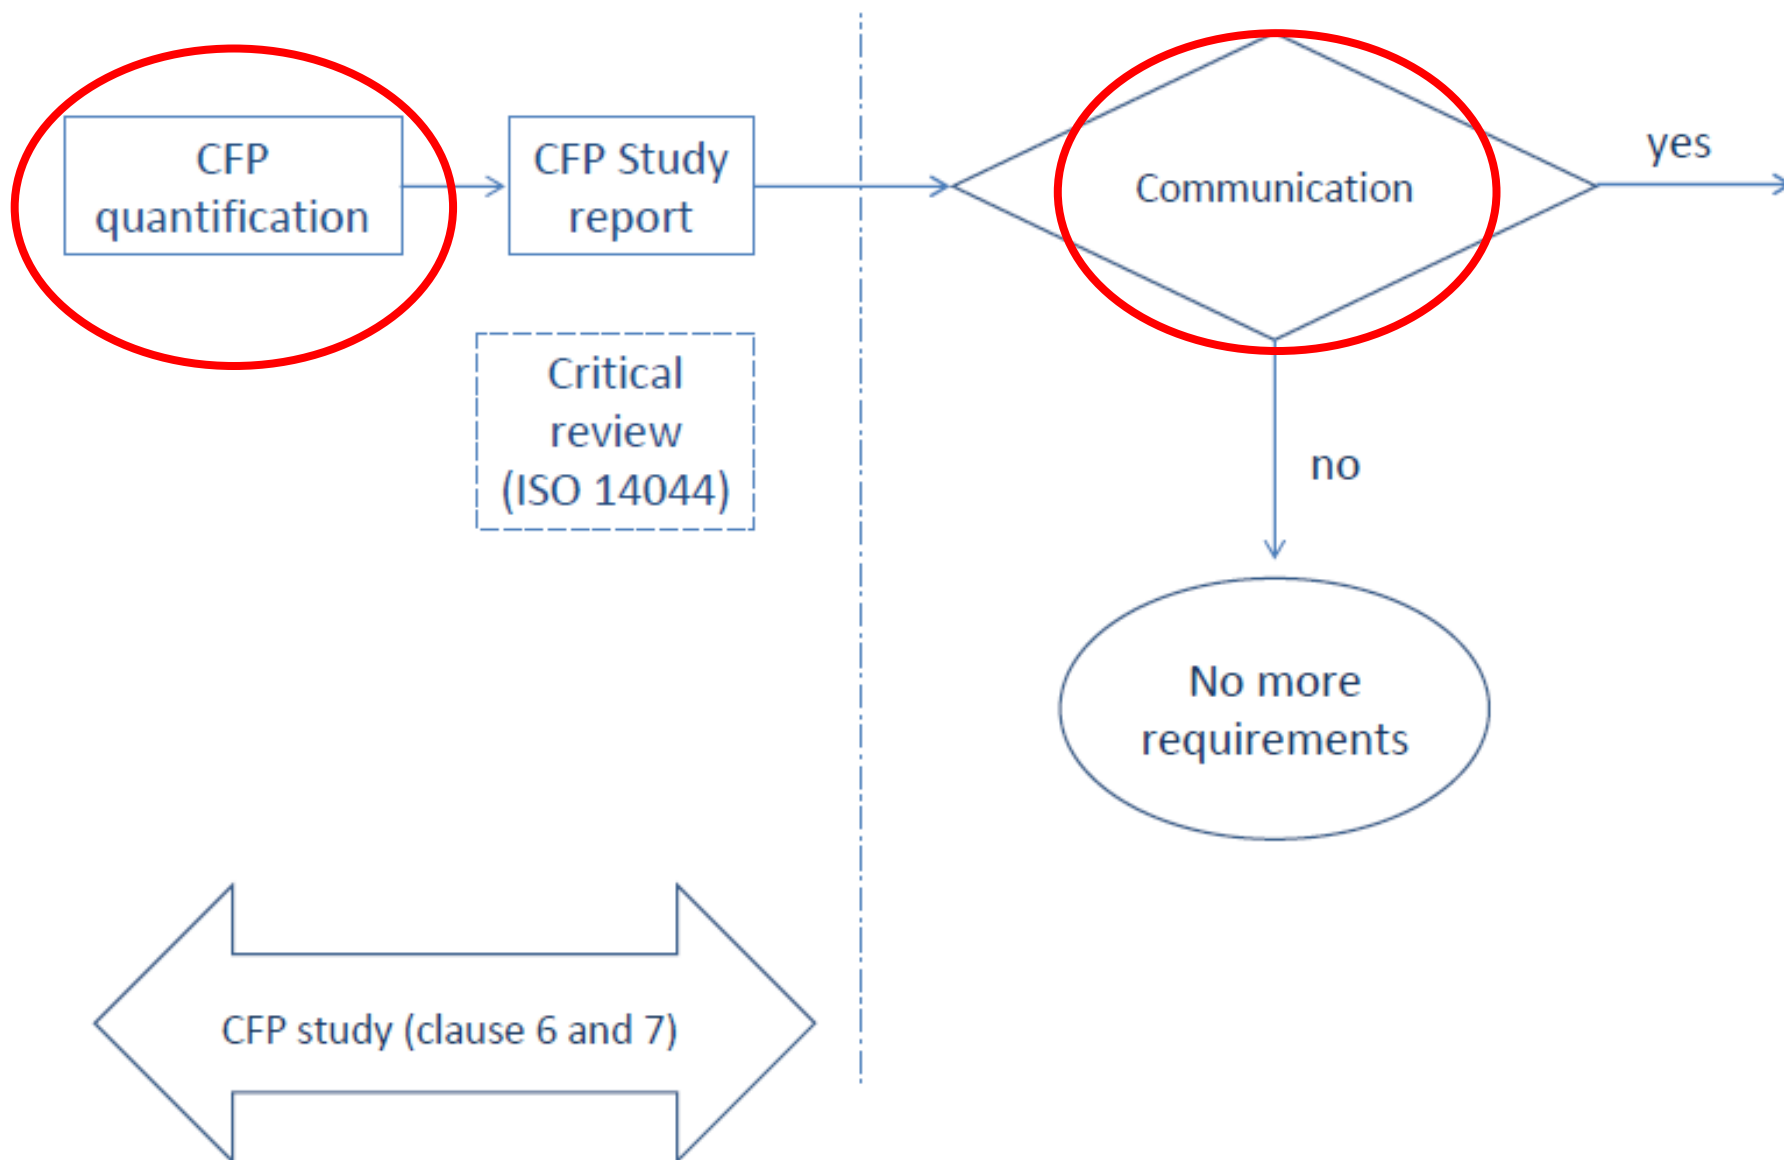 CFP
quantification
CFP Study
report
Communication
yes
Critical
review
(ISO 14044)
no
No more
requirements
CFP study (clause 6 and 7)